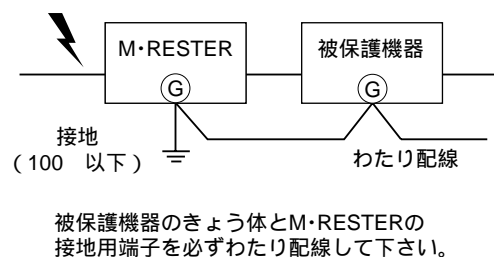 M・RESTER
被保護機器
G
G
接地
（100　以下）
わたり配線
被保護機器のきょう体とM・RESTERの
接地用端子を必ずわたり配線して下さい。